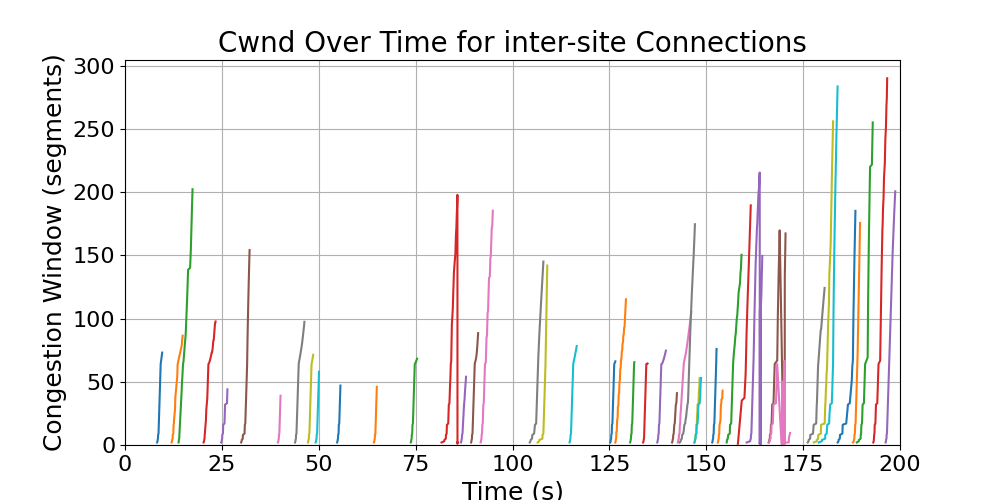 Cwnd Over Time for inter-site Connections
Congestion Window (segments)
300
250
200
150
100
50
0
0 25 50 75 100 125 150 175 200
Time (s)